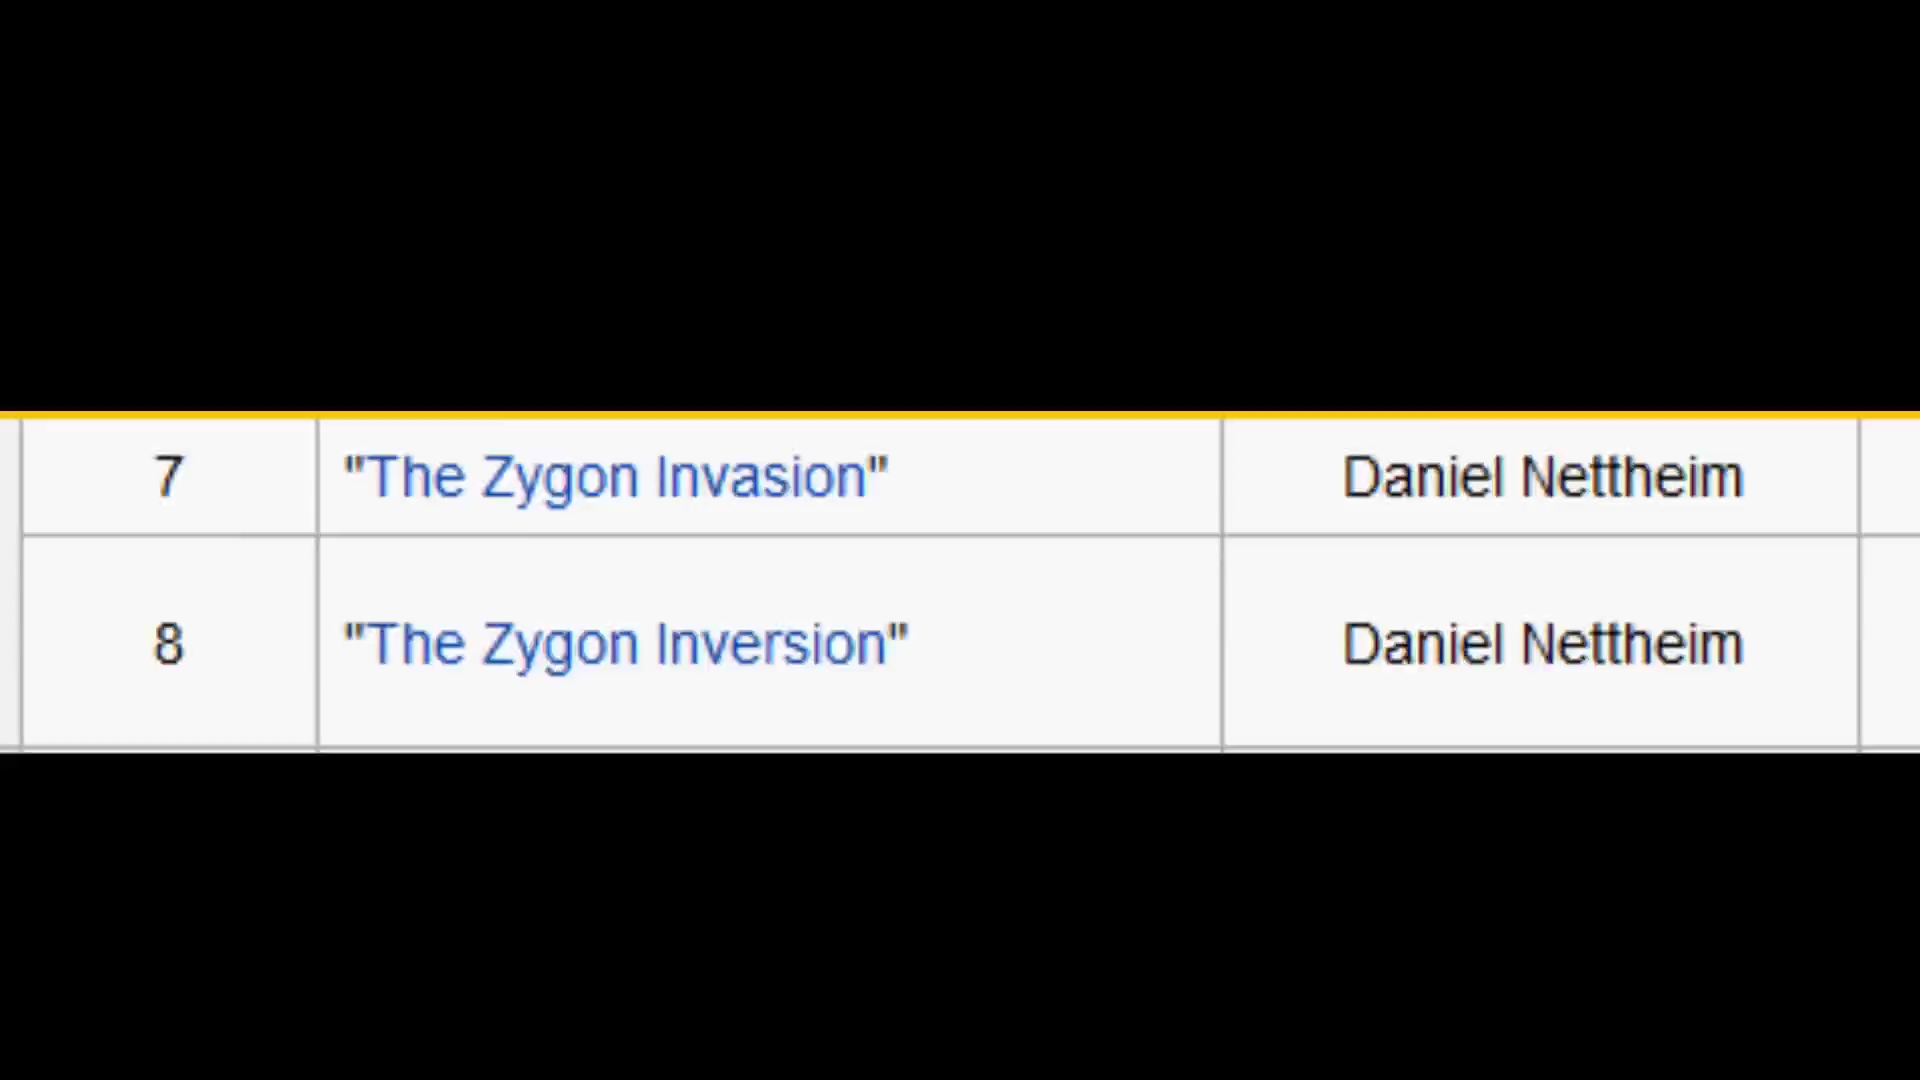 7 "The Zygon Invasion" Daniel Nettheim
8 "The Zygon Inversion" Daniel Nettheim